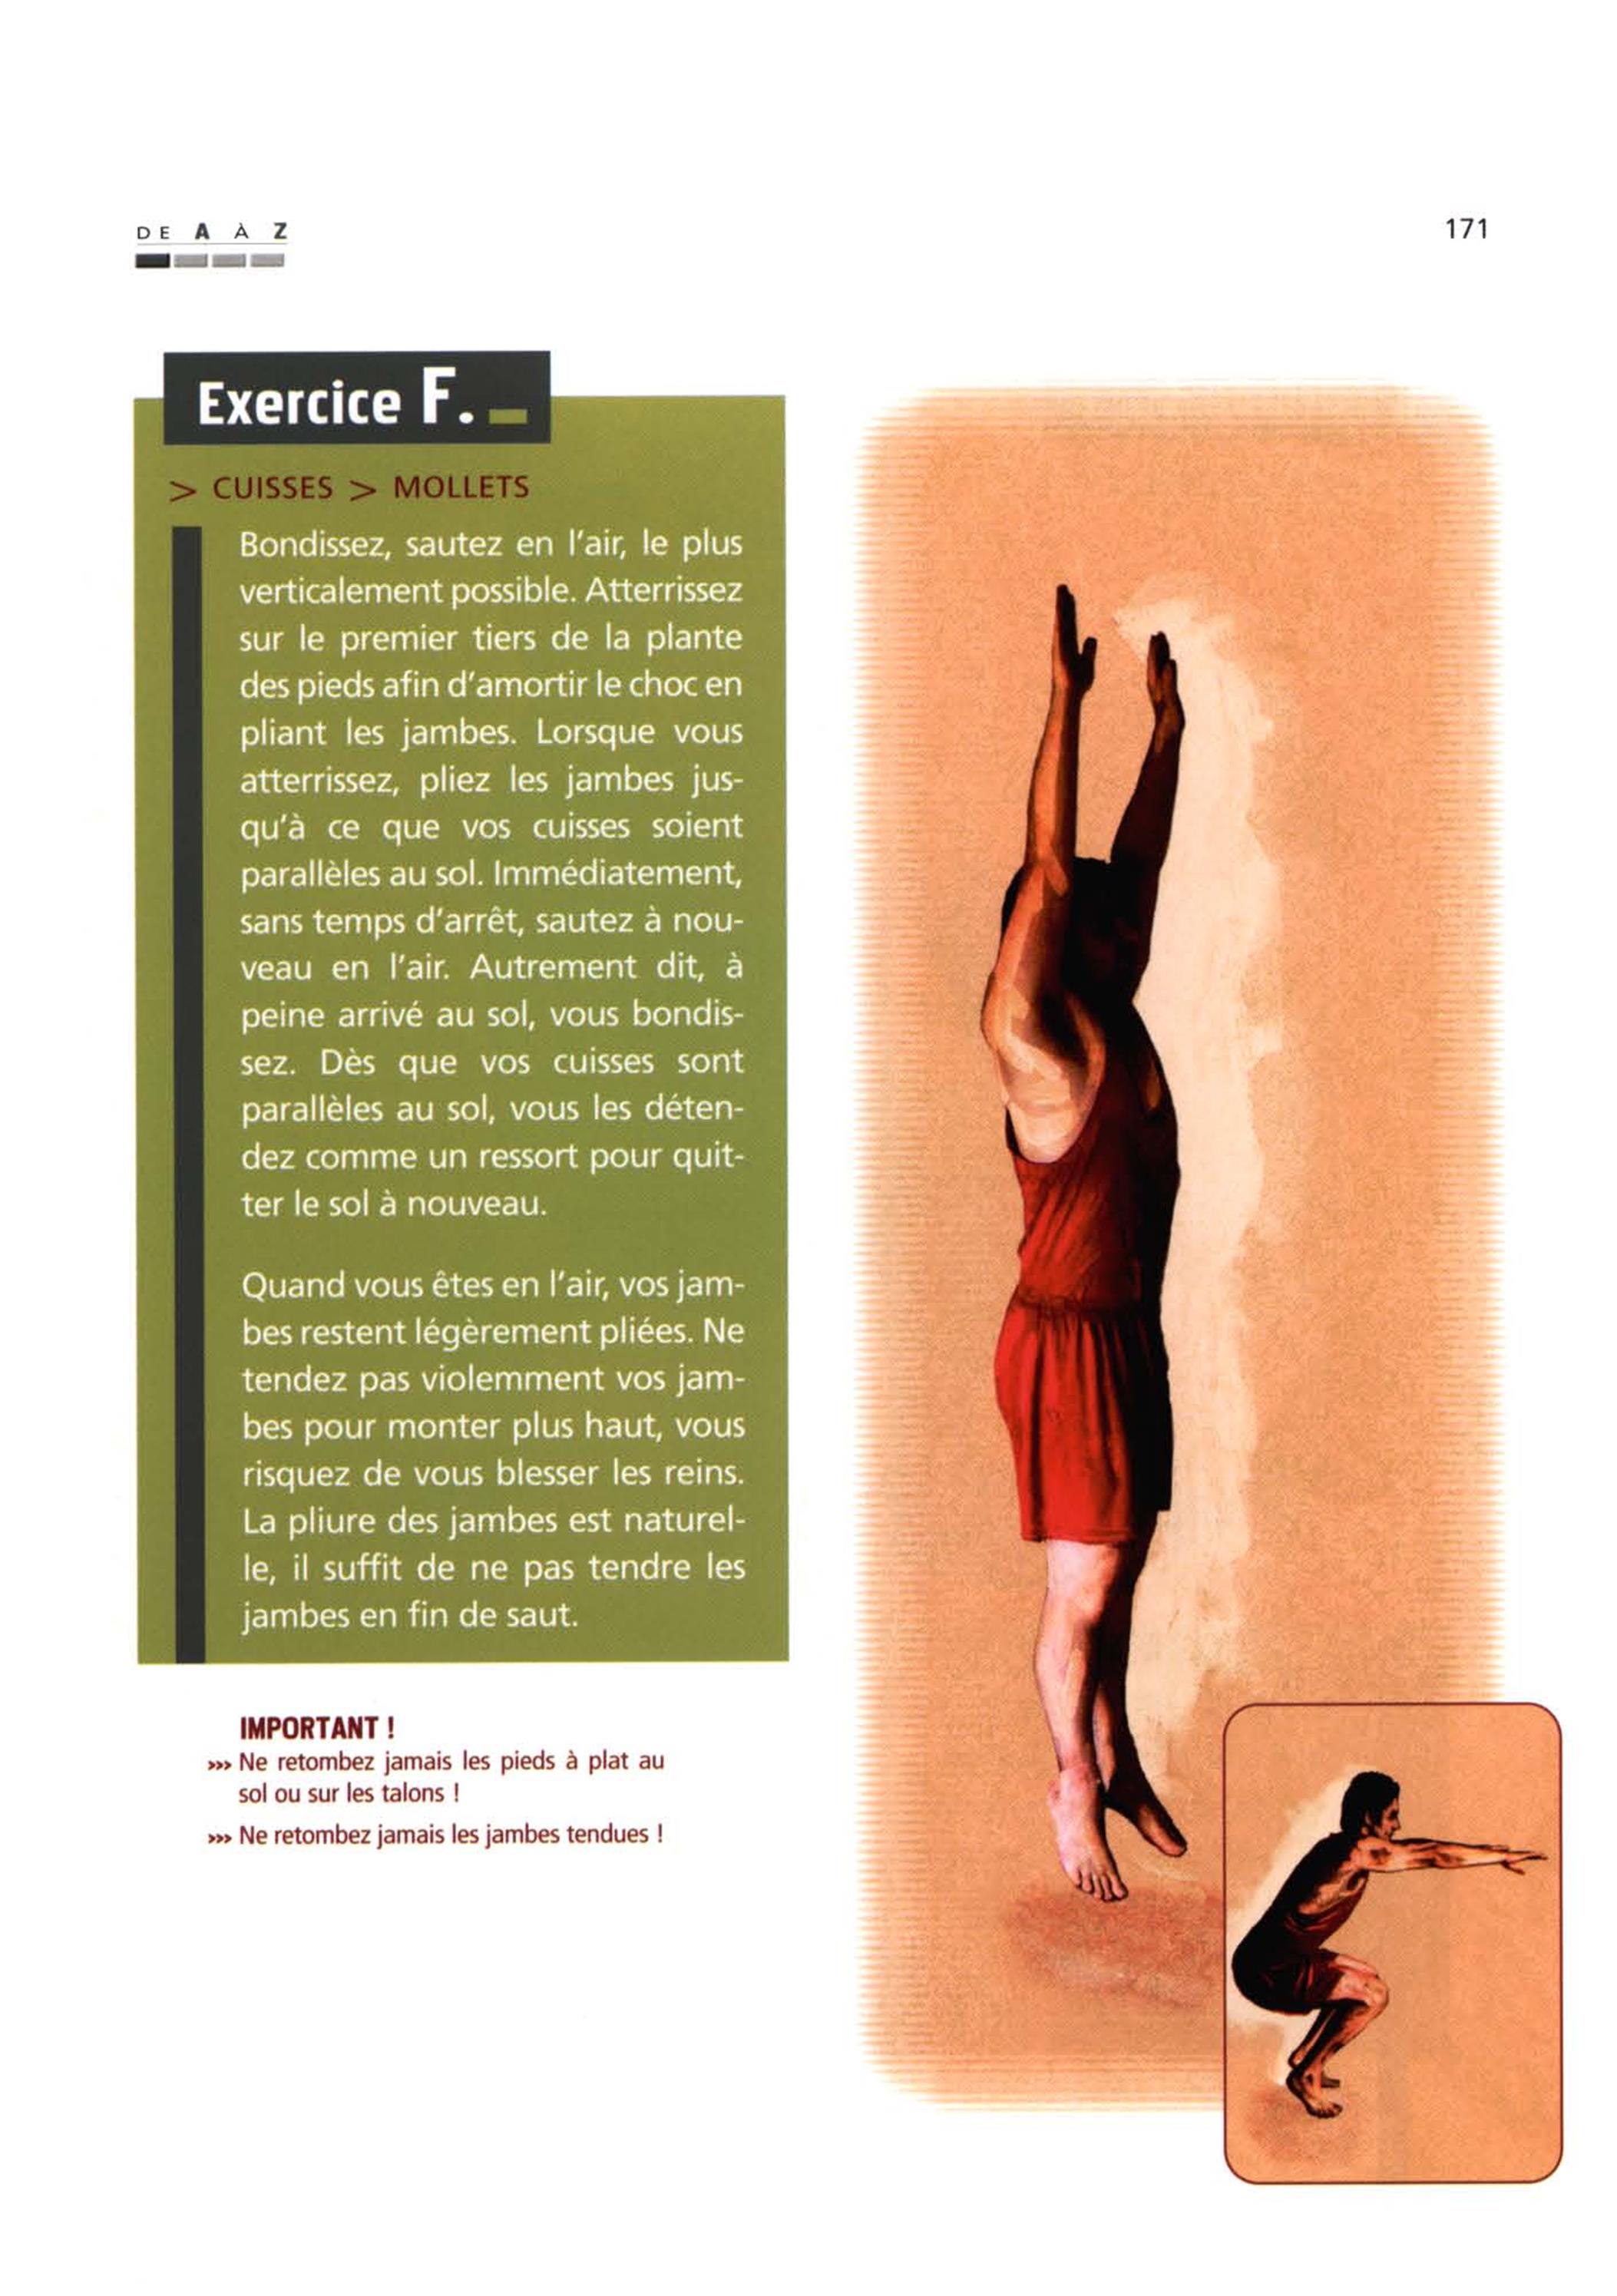 DE A À Z
171
Exercice F.
> CUISSES > MOLLETS
Bondissez, sautez en l'air, le plus
verticalement possible. Atterrissez
sur le premier tiers de la plante
des pieds afin d'amortir le choc en
pliant les jambes. Lorsque vous
atterrissez, pliez les jambes jus-
qu'à ce que vos cuisses soient
parallèles au sol. Immédiatement,
sans temps d'arrêt, sautez à nou-
veau en l'air. Autrement dit, à
peine arrivé au sol, vous bondis-
sez. Dès que vos cuisses sont
parallèles au sol, vous les déten-
dez comme un ressort pour quit-
ter le sol à nouveau.
Quand vous êtes en l'air, vos jam-
bes restent légèrement pliées. Ne
tendez pas violemment vos jam-
bes pour monter plus haut, vous
risquez de vous blesser les reins.
La pliure des jambes est naturel-
le, il suffit de ne pas tendre les
jambes en fin de saut.
IMPORTANT !
»» Ne retombez jamais les pieds à plat au
sol ou sur les talons !
»» Ne retombez jamais les jambes tendues !